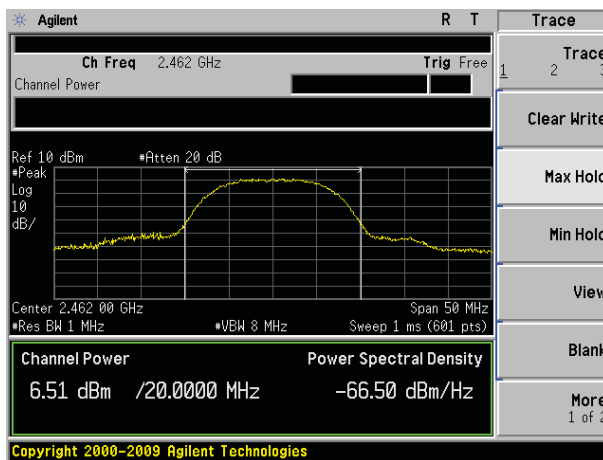 Agilent R T Trace
Ch Freq 2.462 GHz Trig Free
Channel Power
Trace
1 2 3
Clear Write
Max Hold
Min Hold
View
Blank
More
1 of 2
Ref 10 dBm #Atten 20 dB
#Peak
Log
10
dB/
Center 2.462 00 GHz Span 50 MHz
#Res BW 1 MHz #VBW 8 MHz Sweep 1 ms (601 pts)
Channel Power Power Spectral Density
6.51 dBm /20.0000 MHz -66.50 dBm/Hz
Copyright 2000-2009 Agilent Technologies